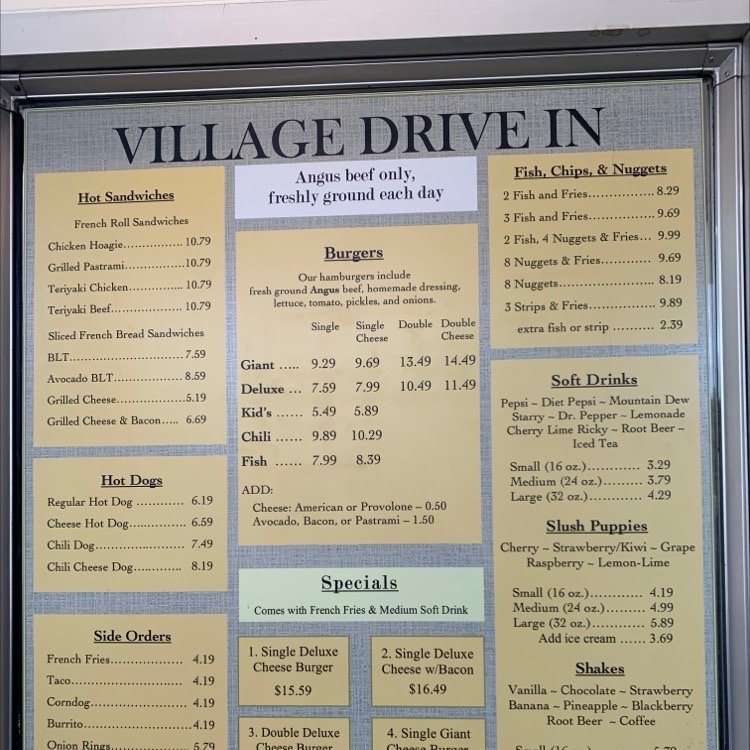 VILLAGE DRIVE IN
Hot Sandwiches
French Roll Sandwiches
Chicken Hoagie................ 10.79
Grilled Pastrami............... 10.79
Teriyaki Chicken.............. 10.79
Teriyaki Beef.................... 10.79
Sliced French Bread Sandwiches
BLT................................... 7.59
Avocado BLT................... 8.59
Grilled Cheese.................. 5.19
Grilled Cheese & Bacon..... 6.69
Hot Dogs
Regular Hot Dog ............. 6.19
Cheese Hot Dog............... 6.59
Chili Dog......................... 7.49
Chili Cheese Dog.............. 8.19
Side Orders
French Fries..................... 4.19
Taco................................. 4.19
Corndog........................... 4.19
Burrito............................. 4.19
Onion Rings..................... 5.79
Angus beef only,
freshly ground each day
Burgers
Our hamburgers include
fresh ground Angus beef, homemade dressing,
lettuce, tomato, pickles, and onions.
Single Single Cheese Double Double Cheese
Giant ..... 9.29 9.69 13.49 14.49
Deluxe ... 7.59 7.99 10.49 11.49
Kid's ...... 5.49 5.89
Chili ...... 9.89 10.29
Fish ...... 7.99 8.39
ADD:
Cheese: American or Provolone – 0.50
Avocado, Bacon, or Pastrami – 1.50
Specials
Comes with French Fries & Medium Soft Drink
1. Single Deluxe
Cheese Burger
$15.59
2. Single Deluxe
Cheese w/Bacon
$16.49
3. Double Deluxe
Cheese Burger
4. Single Giant
Cheese Burger
Fish, Chips, & Nuggets
2 Fish and Fries................ 8.29
3 Fish and Fries................ 9.69
2 Fish, 4 Nuggets & Fries... 9.99
8 Nuggets & Fries.............. 9.69
8 Nuggets......................... 8.19
3 Strips & Fries................. 9.89
extra fish or strip .......... 2.39
Soft Drinks
Pepsi ~ Diet Pepsi ~ Mountain Dew
Starry ~ Dr. Pepper ~ Lemonade
Cherry Lime Ricky ~ Root Beer ~
Iced Tea
Small (16 oz.)............ 3.29
Medium (24 oz.)......... 3.79
Large (32 oz.)............ 4.29
Slush Puppies
Cherry ~ Strawberry/Kiwi ~ Grape
Raspberry ~ Lemon-Lime
Small (16 oz.)............ 4.19
Medium (24 oz.)......... 4.99
Large (32 oz.)............ 5.89
Add ice cream ...... 3.69
Shakes
Vanilla ~ Chocolate ~ Strawberry
Banana ~ Pineapple ~ Blackberry
Root Beer ~ Coffee
Small (16 oz.) 5.79